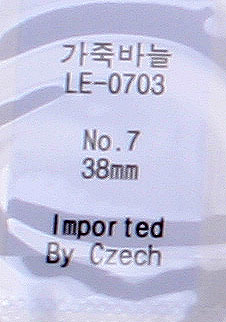 가죽바늘
LE-0703
No.7
38mm
Imported
By Czech